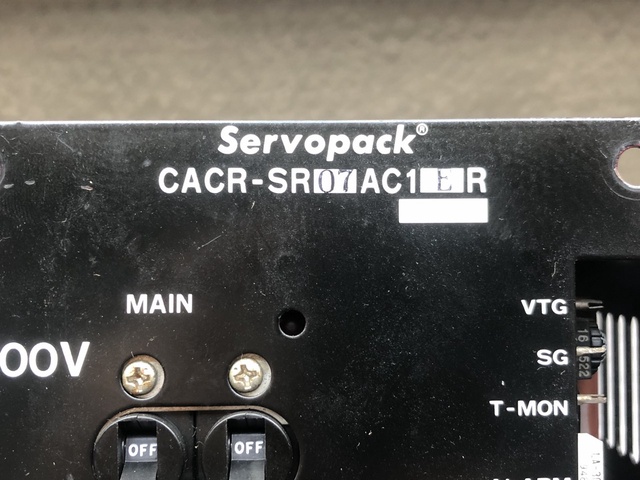 Servopack®
CACR-SR07AC1ER
MAIN
00V
VTG
SG
T-MON
OFF
OFF